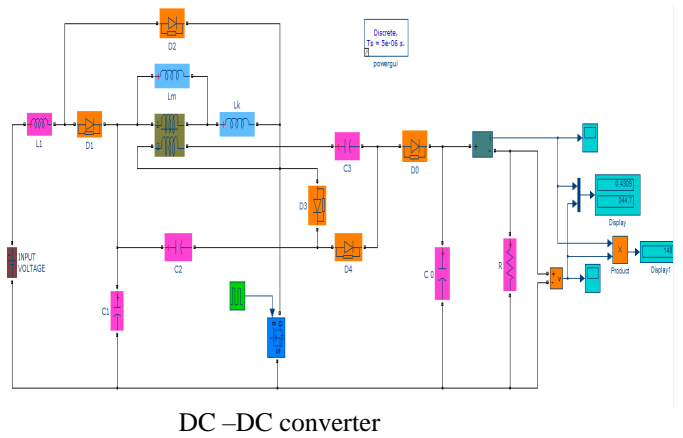 D2
Discrete,
Ts = 5e-06 s.
powergui
Lm
L1
D1
Lk
C3
D0
D3
0.4309
344.7
Display
INPUT
VOLTAGE
C2
D4
C1
C 0
R
X
Product
148
Display1
+
-
v
DC –DC converter